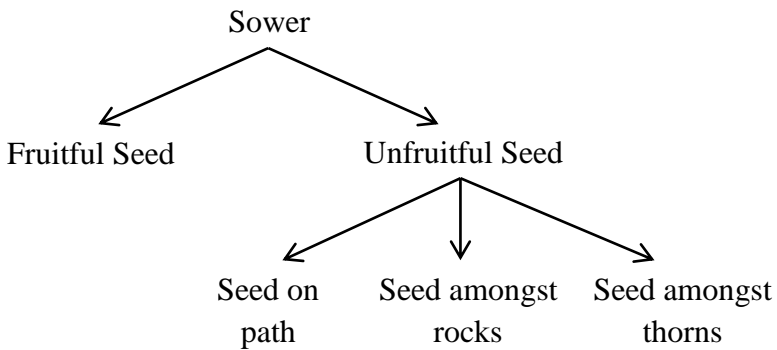 Sower
Fruitful Seed
Unfruitful Seed
Seed on
path
Seed amongst
rocks
Seed amongst
thorns